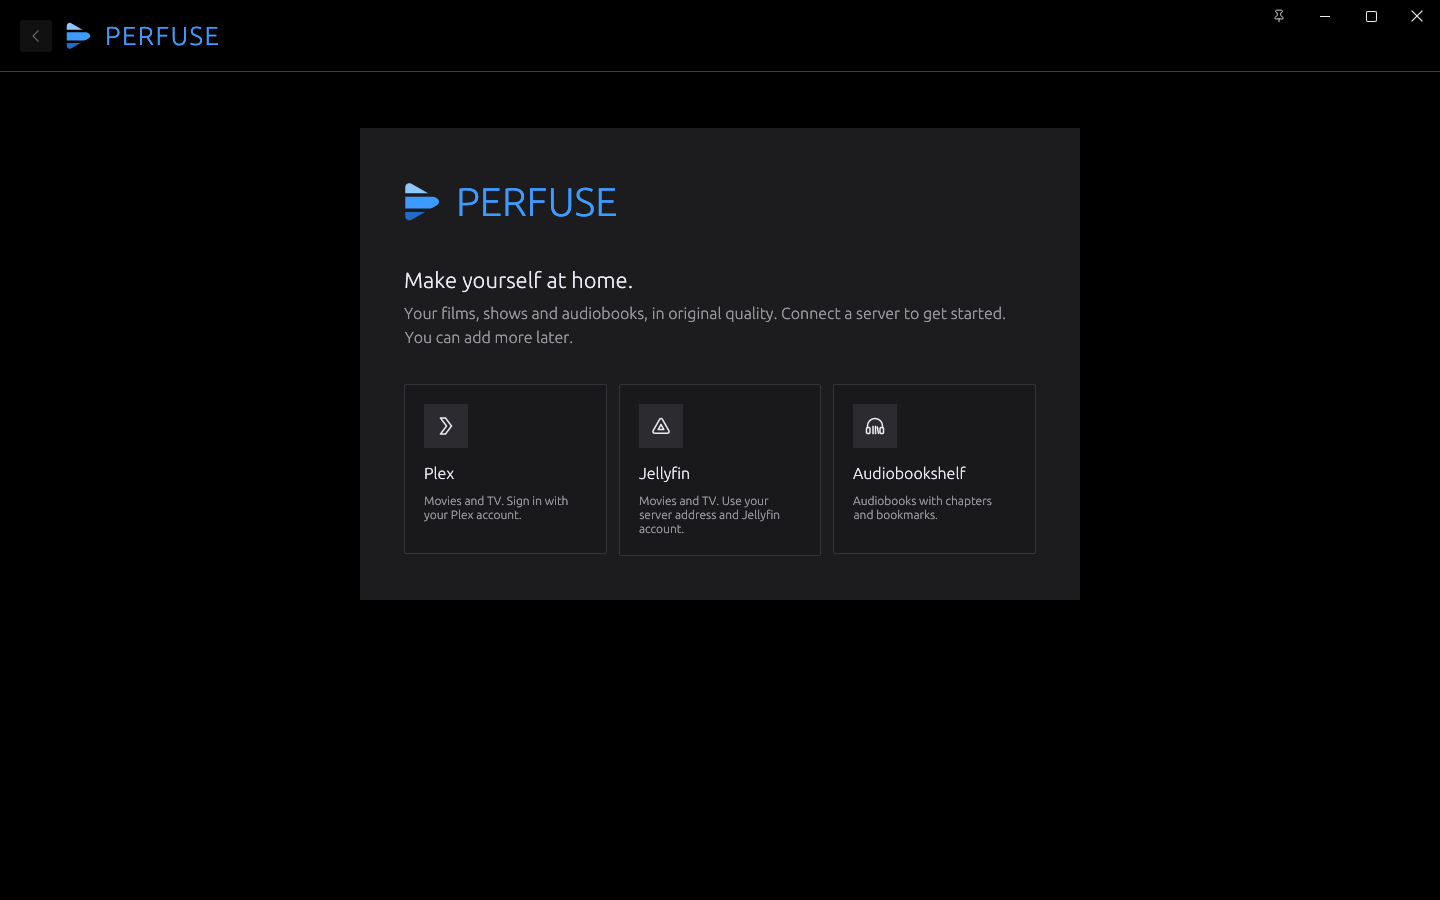 PERFUSE
PERFUSE
Make yourself at home.
Your films, shows and audiobooks, in original quality. Connect a server to get started.
You can add more later.
Plex
Movies and TV. Sign in with
your Plex account.
Jellyfin
Movies and TV. Use your
server address and Jellyfin
account.
Audiobookshelf
Audiobooks with chapters
and bookmarks.